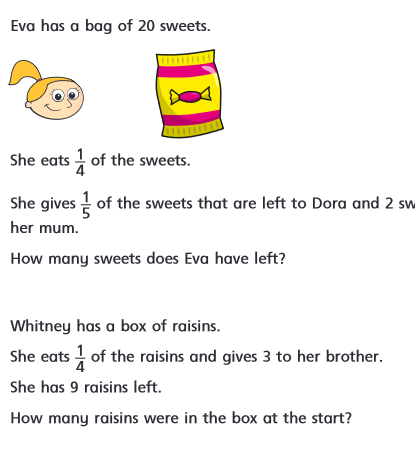 Eva has a bag of 20 sweets.
She eats 1/4 of the sweets.
She gives 1/5 of the sweets that are left to Dora and 2 sw
her mum.
How many sweets does Eva have left?
Whitney has a box of raisins.
She eats 1/4 of the raisins and gives 3 to her brother.
She has 9 raisins left.
How many raisins were in the box at the start?